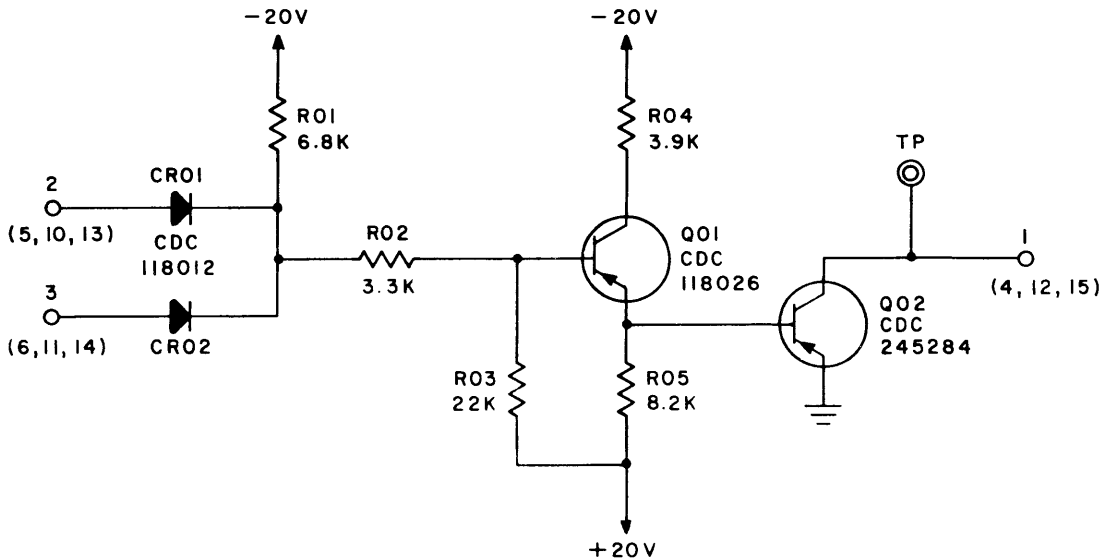 -20V
-20V
R01
6.8K
R04
3.9K
TP
2
CR01
(5,10,13)
CDC
118012
R02
3.3K
Q01
CDC
118026
1
(4,12,15)
3
(6,11,14)
CR02
Q02
CDC
245284
R03
22K
R05
8.2K
+20V